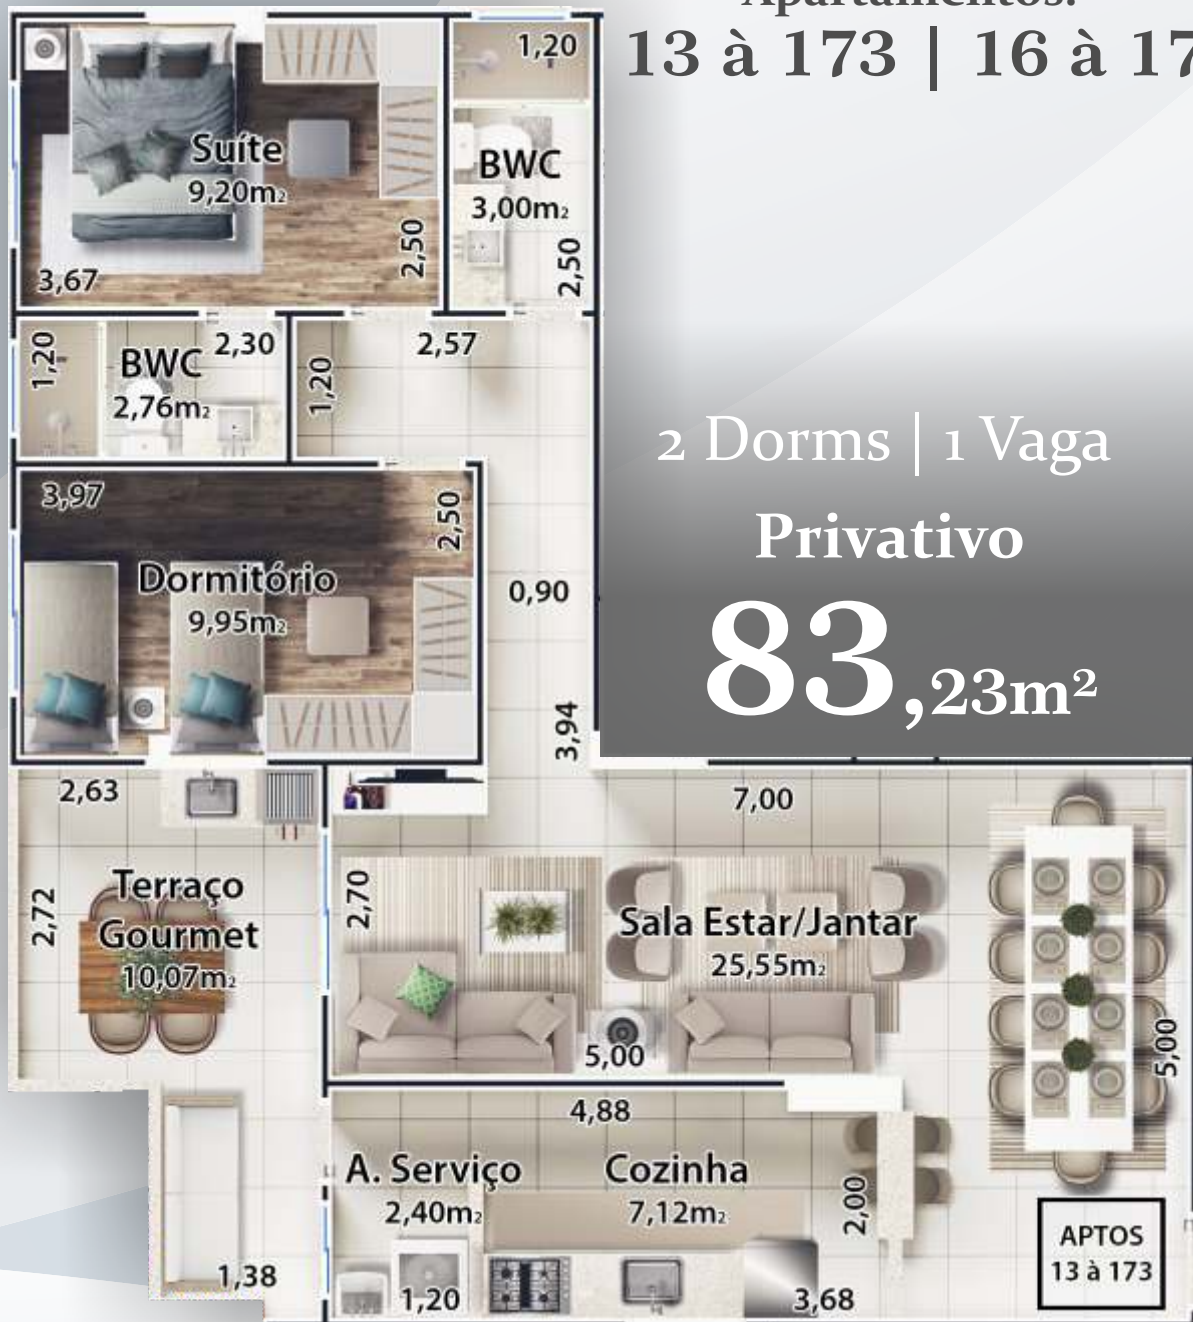 Apartamentos:
13 à 173 | 16 à 17
1,20
Suíte
9,20m²
BWC
3,00m²
2,50
2,50
3,67
1,20
BWC
2,76m²
2,30
1,20
2,57
2 Dorms | 1 Vaga
Privativo
83,23m²
3,97
2,50
Dormitório
9,95m²
0,90
3,94
2,63
7,00
2,72
Terraço
Gourmet
10,07m²
2,70
Sala Estar/Jantar
25,55m²
5,00
5,00
4,88
A. Serviço
2,40m²
Cozinha
7,12m²
2,00
APTOS
13 à 173
1,38
1,20
3,68